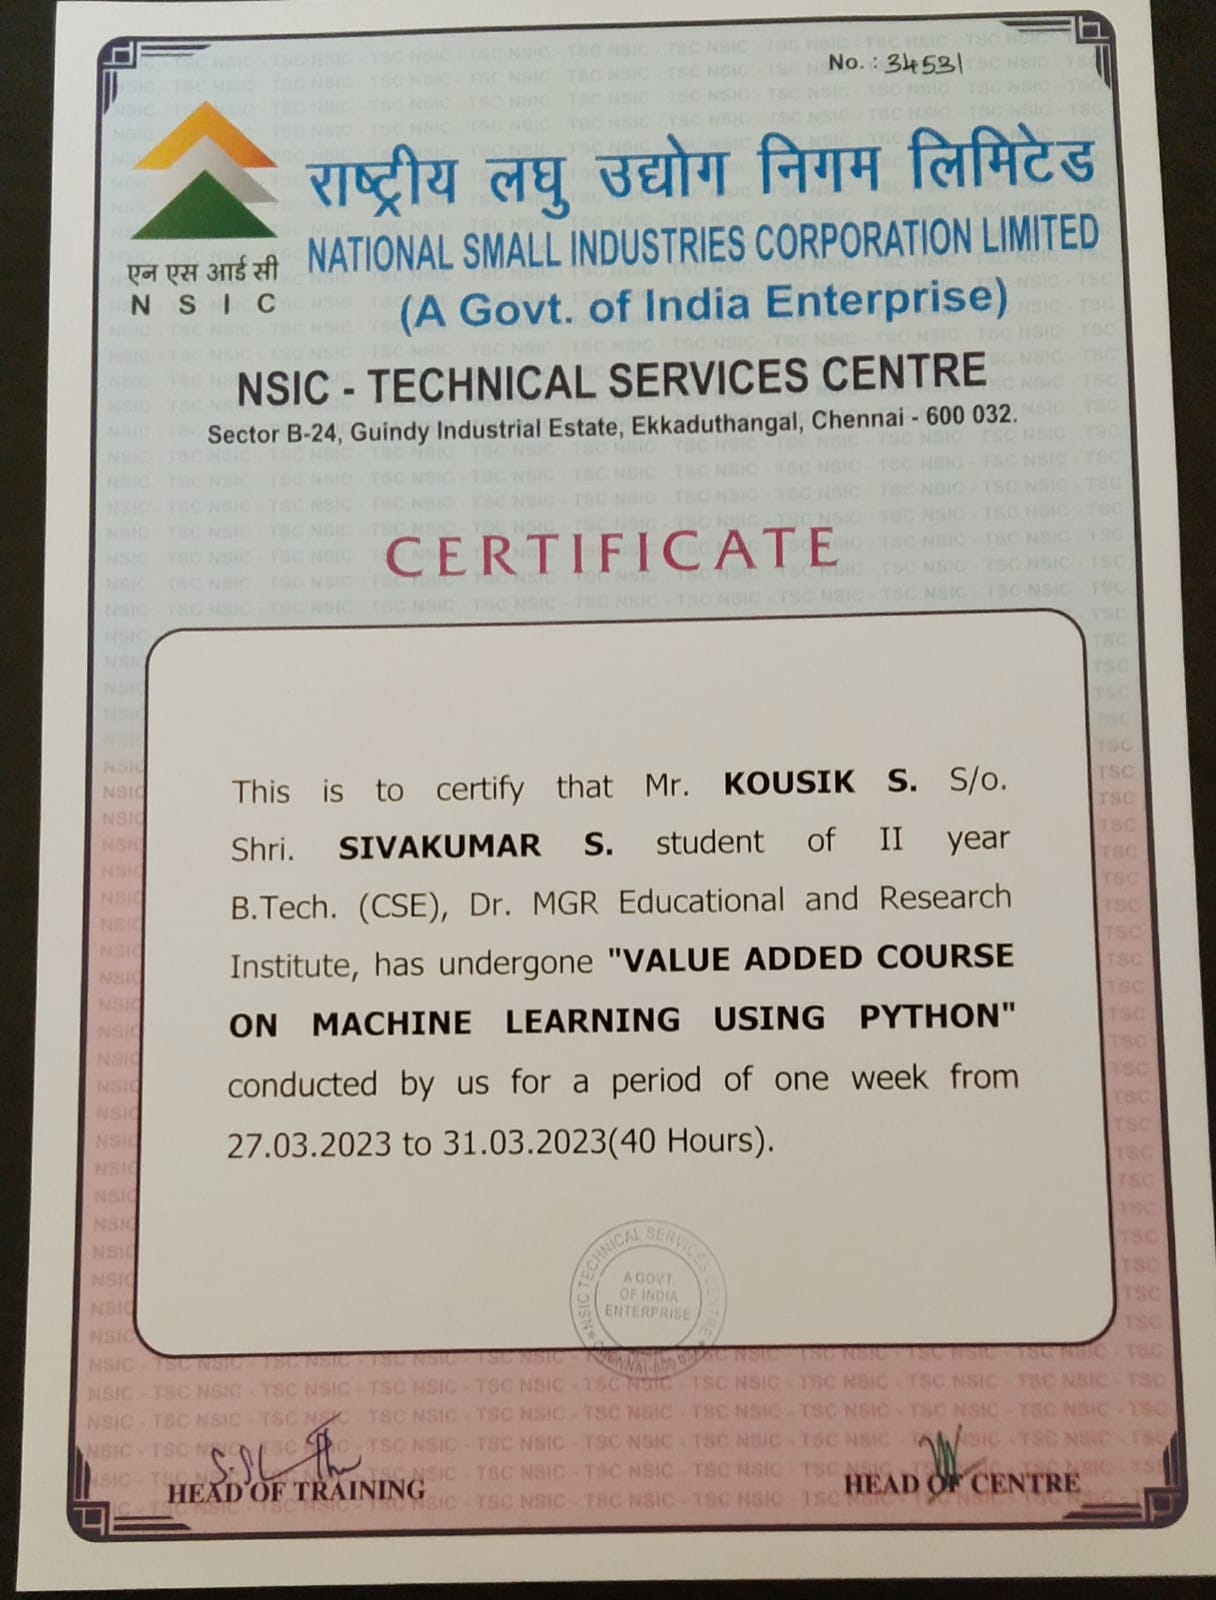 No. : 34531
राष्ट्रीय लघु उद्योग निगम लिमिटेड
NATIONAL SMALL INDUSTRIES CORPORATION LIMITED
(A Govt. of India Enterprise)
एन एस आई सी
N S I C
NSIC - TECHNICAL SERVICES CENTRE
Sector B-24, Guindy Industrial Estate, Ekkaduthangal, Chennai - 600 032.
CERTIFICATE
This is to certify that Mr. KOUSIK S. S/o.
Shri. SIVAKUMAR S. student of II year
B.Tech. (CSE), Dr. MGR Educational and Research
Institute, has undergone "VALUE ADDED COURSE
ON MACHINE LEARNING USING PYTHON"
conducted by us for a period of one week from
27.03.2023 to 31.03.2023(40 Hours).
NSIC TECHNICAL SERVICES CENTRE
A GOVT.
OF INDIA
ENTERPRISE
HEAD OF TRAINING
HEAD OF CENTRE